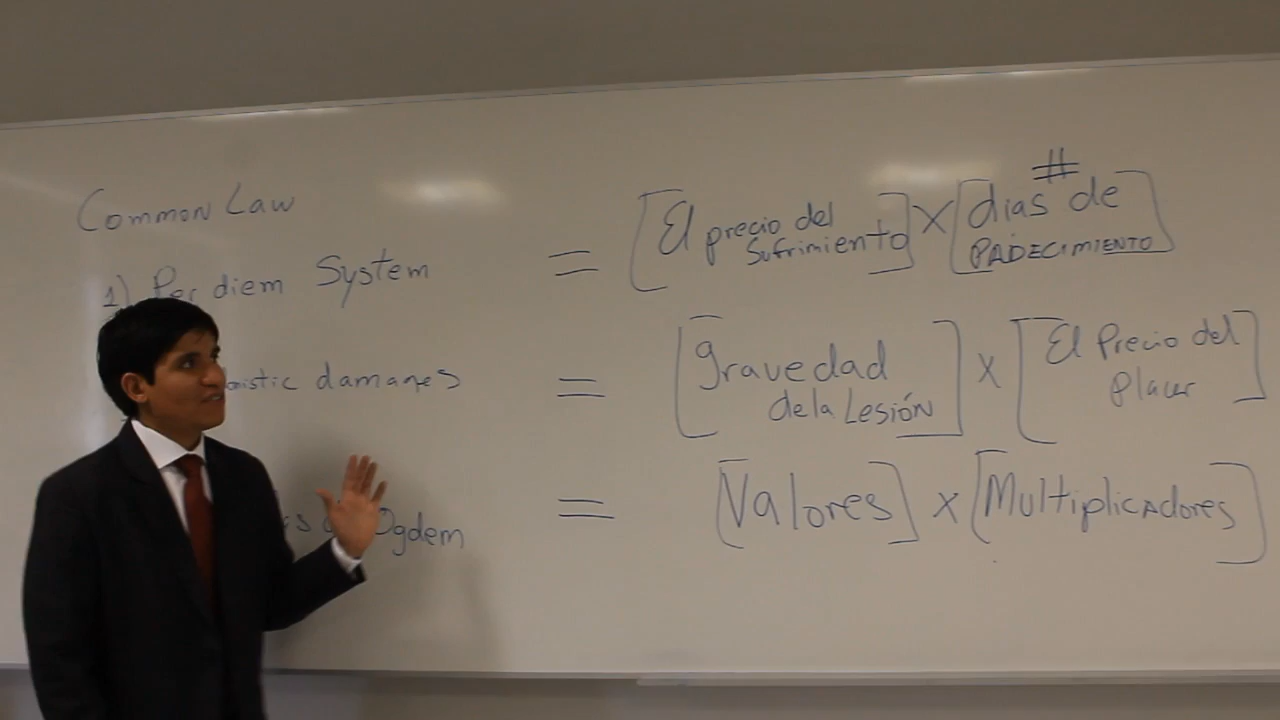 Common Law
1) Per diem System = [El precio del Sufrimiento] x [# días de PADECIMIENTO]
damages = [gravedad de la Lesión] x [El Precio del placer]
Ogdem = [Valores] x [Multiplicadores]